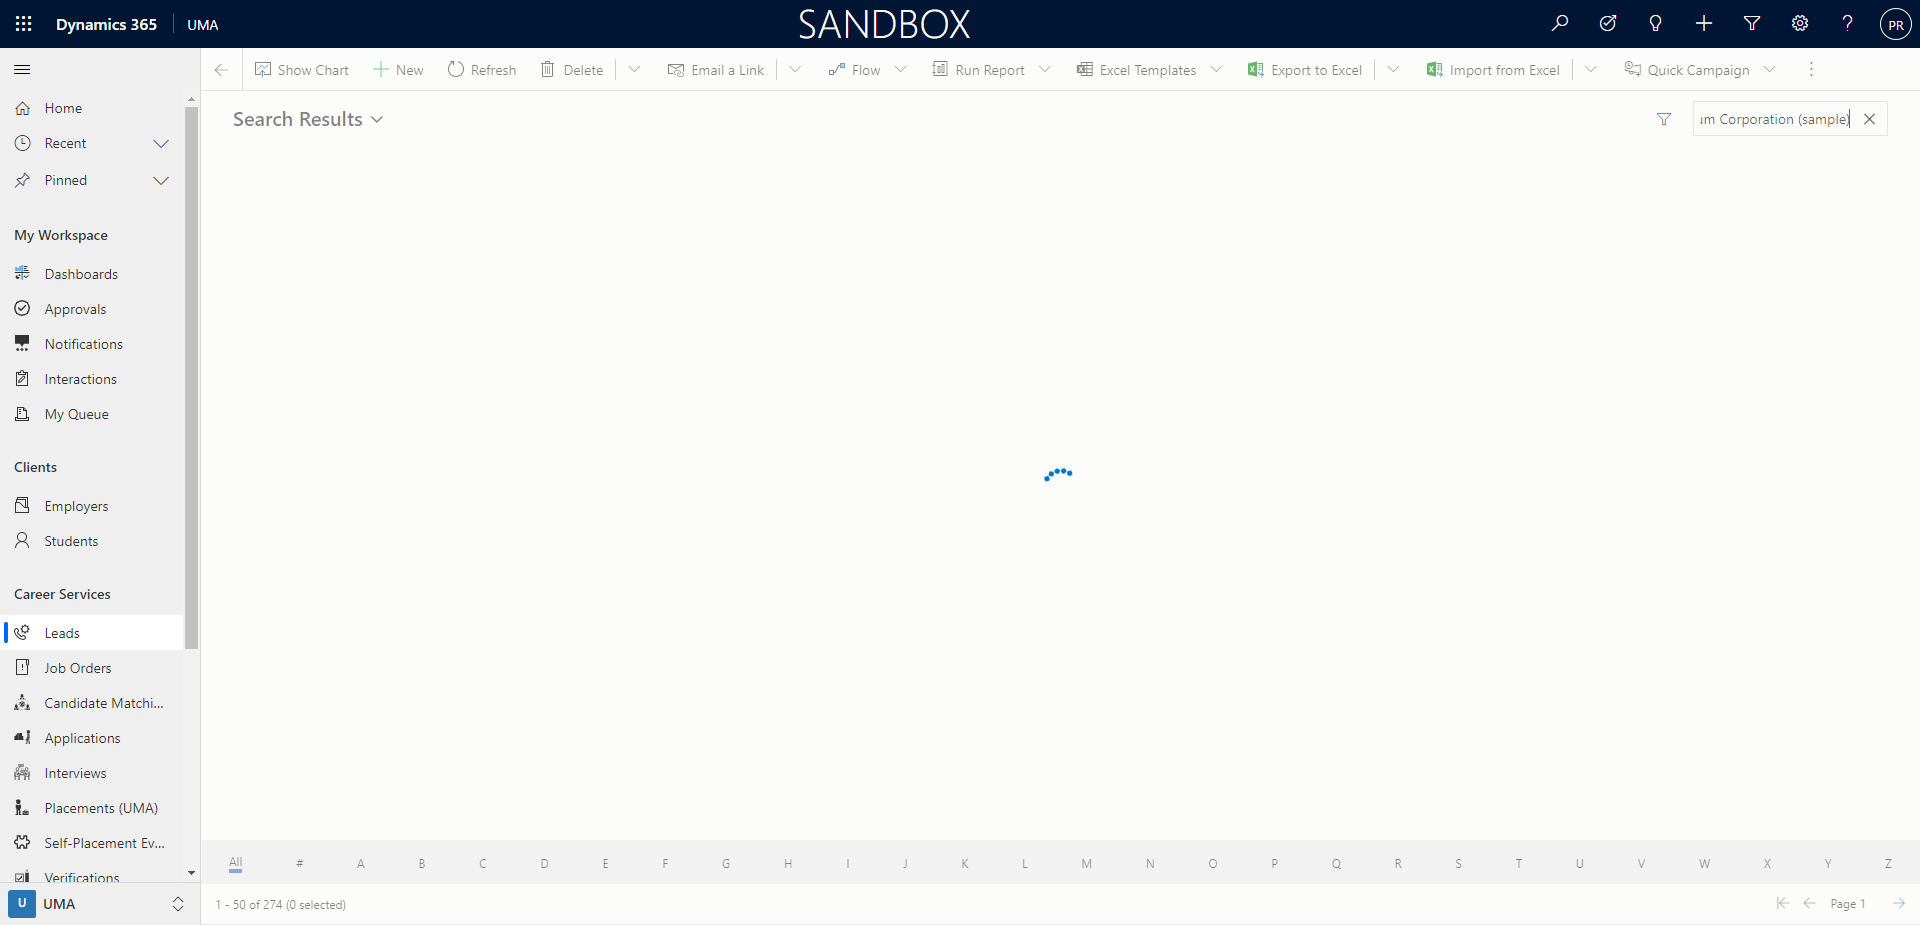 Dynamics 365 UMA SANDBOX PR
Show Chart New Refresh Delete Email a Link Flow Run Report Excel Templates Export to Excel Import from Excel Quick Campaign
Home
Recent
Pinned
My Workspace
Dashboards
Approvals
Notifications
Interactions
My Queue
Clients
Employers
Students
Career Services
Leads
Job Orders
Candidate Matchi...
Applications
Interviews
Placements (UMA)
Self-Placement Ev...
Verifications
U UMA
Search Results
um Corporation (sample)
All # A B C D E F G H I J K L M N O P Q R S T U V W X Y Z
1 - 50 of 274 (0 selected)
Page 1